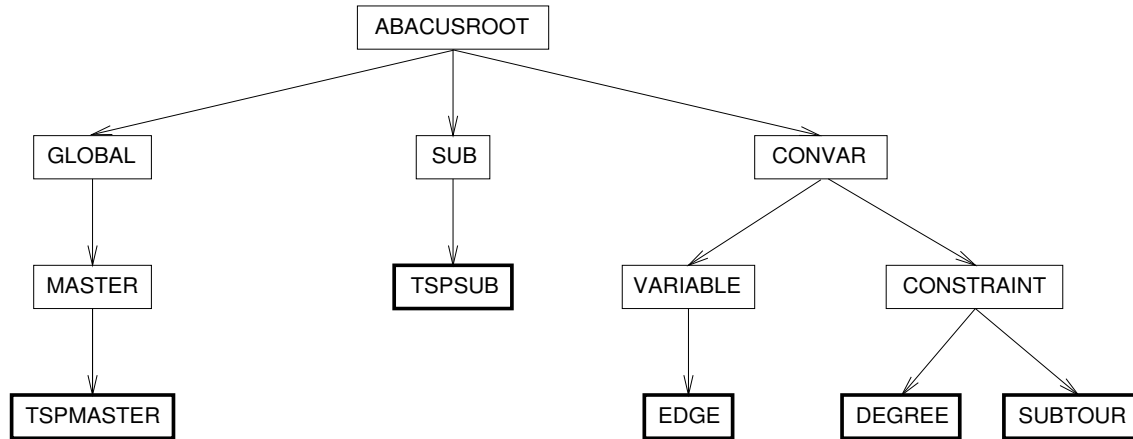 ABACUSROOT
GLOBAL
SUB
CONVAR
MASTER
TSPSUB
VARIABLE
CONSTRAINT
TSPMASTER
EDGE
DEGREE
SUBTOUR